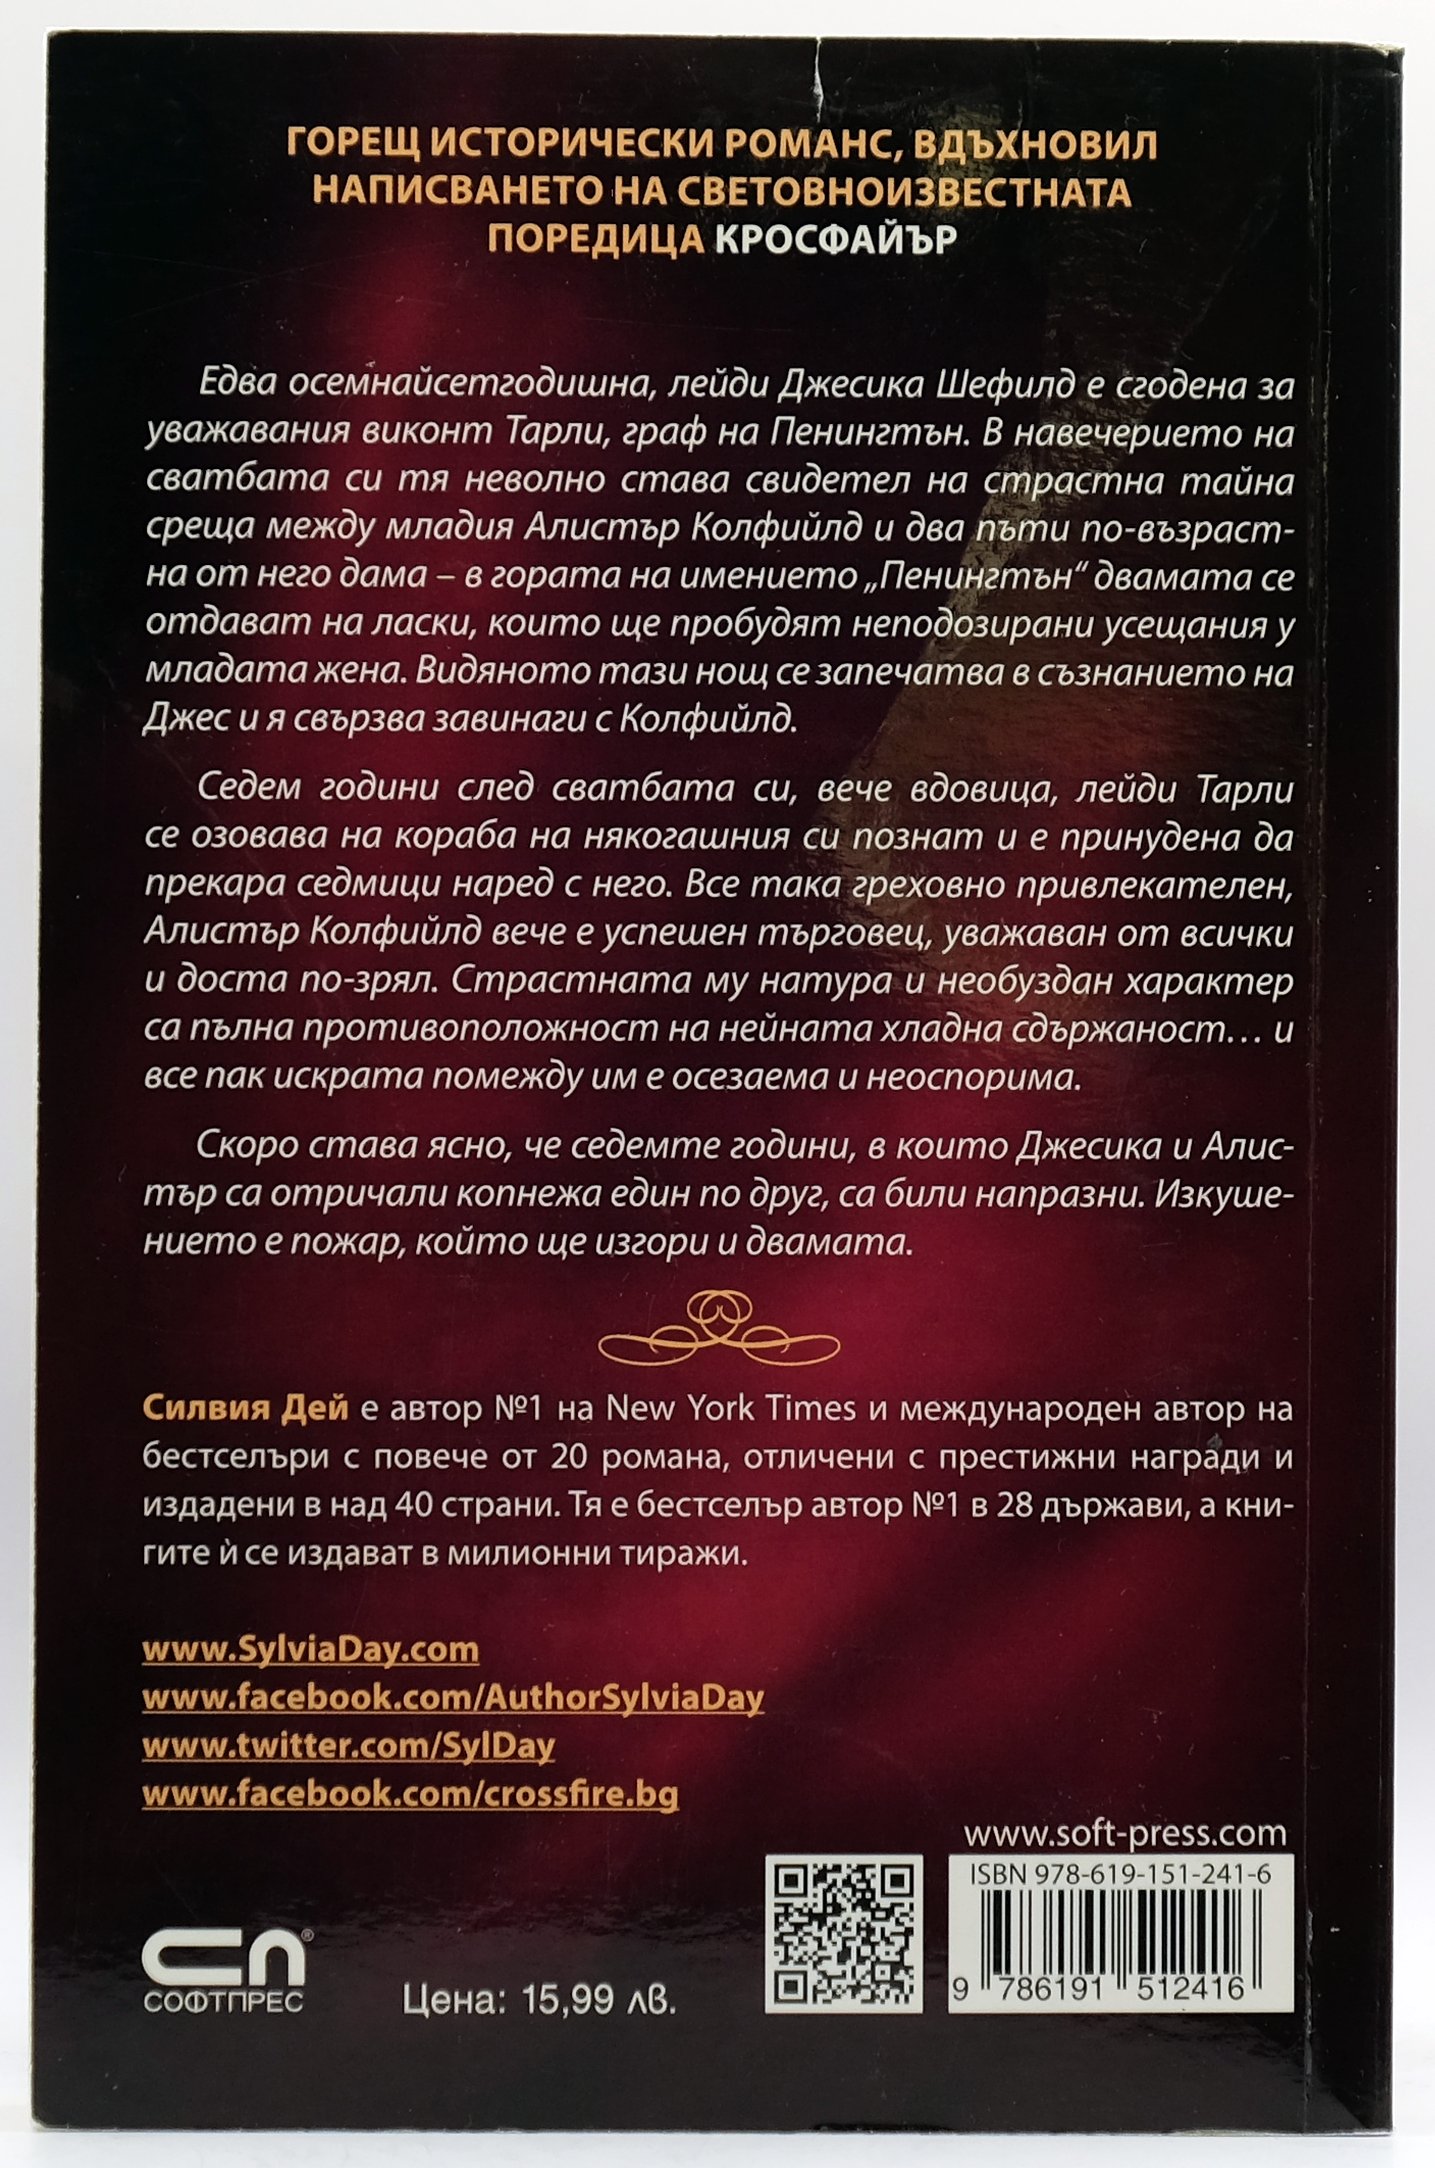 ГОРЕЩ ИСТОРИЧЕСКИ РОМАНС, ВДЪХНОВИЛ
НАПИСВАНЕТО НА СВЕТОВНОИЗВЕСТНАТА
ПОРЕДИЦА КРОСФАЙЪР
Едва осемнайсетгодишна, лейди Джесика Шефилд е сгодена за
уважавания виконт Тарли, граф на Пенингтън. В навечерието на
сватбата си тя неволно става свидетел на страстна тайна
среща между младия Алистър Колфийлд и два пъти по-възраст-
на от него дама – в гората на имението „Пенингтън“ двамата се
отдават на ласки, които ще пробудят неподозирани усещания у
младата жена. Видяното тази нощ се запечатва в съзнанието на
Джес и я свързва завинаги с Колфийлд.
Седем години след сватбата си, вече вдовица, лейди Тарли
се озовава на кораба на някогашния си познат и е принудена да
прекара седмици наред с него. Все така греховно привлекателен,
Алистър Колфийлд вече е успешен търговец, уважаван от всички
и доста по-зрял. Страстната му натура и необуздан характер
са пълна противоположност на нейната хладна сдържаност... и
все пак искрата помежду им е осезаема и неоспорима.
Скоро става ясно, че седемте години, в които Джесика и Алис-
тър са отричали копнежа един по друг, са били напразни. Изкуше-
нието е пожар, който ще изгори и двамата.
Силвия Дей е автор №1 на New York Times и международен автор на
бестселъри с повече от 20 романа, отличени с престижни награди и
издадени в над 40 страни. Тя е бестселър автор №1 в 28 държави, а кни-
гите ѝ се издават в милионни тиражи.
www.SylviaDay.com
www.facebook.com/AuthorSylviaDay
www.twitter.com/SylDay
www.facebook.com/crossfire.bg
www.soft-press.com
ISBN 978-619-151-241-6
9 786191 512416
СП®
СОФТПРЕС
Цена: 15,99 лв.